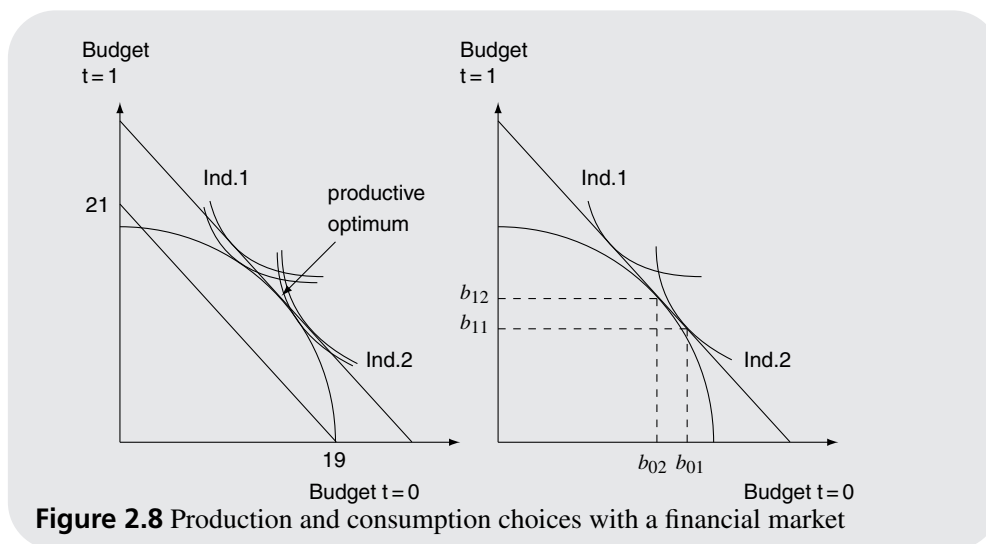 Budget
t = 1
Ind.1
productive
optimum
21
Ind.2
19
Budget t = 0
Budget
t = 1
Ind.1
b12
b11
Ind.2
b02 b01
Budget t = 0
Figure 2.8 Production and consumption choices with a financial market